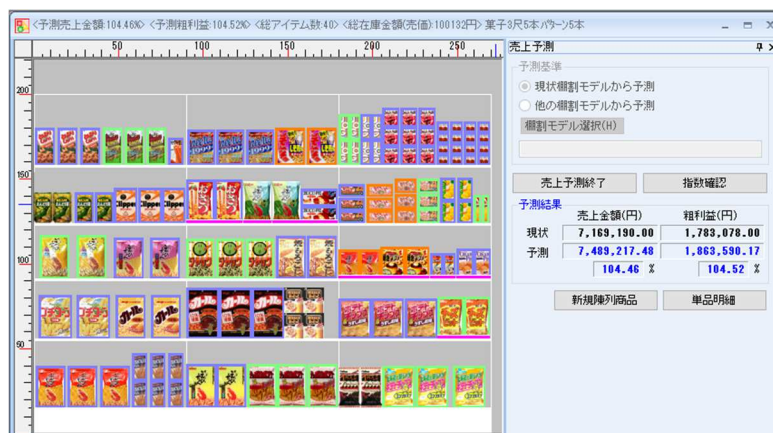 <予測売上金額:104.46%> <予測粗利益:104.52%> <総アイテム数:40> <総在庫金額(売価):100132円> 菓子3尺5本パターン5本
売上予測
50 100 150 200 250
200
150
100
50
予測基準
現状棚割モデルから予測
他の棚割モデルから予測
棚割モデル選択(H)
売上予測終了 指数確認
予測結果
売上金額(円) 粗利益(円)
現状 7,169,190.00 1,783,078.00
予測 7,489,217.48 1,863,590.17
104.46 % 104.52 %
新規陳列商品 単品明細